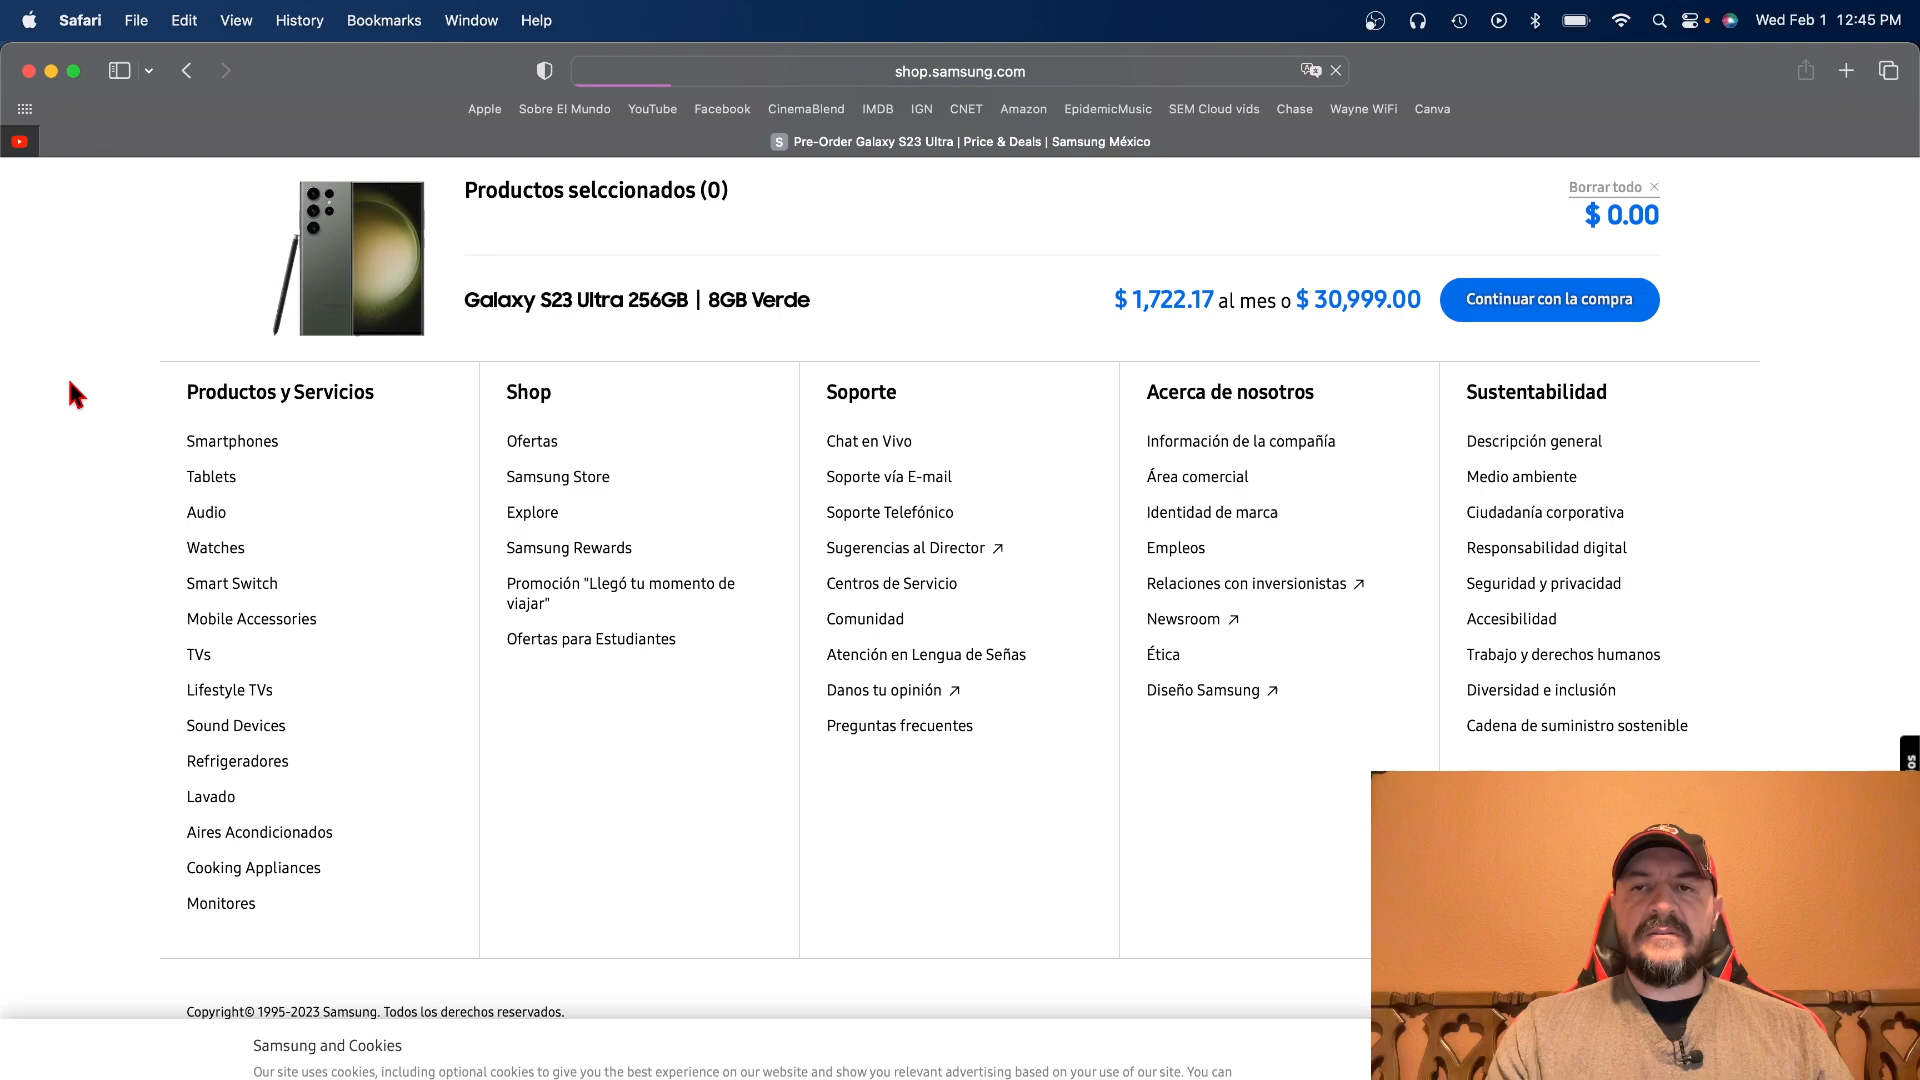 Safari File Edit View History Bookmarks Window Help Wed Feb 1 12:45 PM
shop.samsung.com
Apple Sobre El Mundo YouTube Facebook CinemaBlend IMDB IGN CNET Amazon EpidemicMusic SEM Cloud vids Chase Wayne WiFi Canva
S Pre-Order Galaxy S23 Ultra | Price & Deals | Samsung México
Productos selccionados (0)
Borrar todo
$ 0.00
Galaxy S23 Ultra 256GB | 8GB Verde
$ 1,722.17 al mes o $ 30,999.00
Continuar con la compra
Productos y Servicios
Smartphones
Tablets
Audio
Watches
Smart Switch
Mobile Accessories
TVs
Lifestyle TVs
Sound Devices
Refrigeradores
Lavado
Aires Acondicionados
Cooking Appliances
Monitores
Shop
Ofertas
Samsung Store
Explore
Samsung Rewards
Promoción "Llegó tu momento de
viajar"
Ofertas para Estudiantes
Soporte
Chat en Vivo
Soporte vía E-mail
Soporte Telefónico
Sugerencias al Director
Centros de Servicio
Comunidad
Atención en Lengua de Señas
Danos tu opinión
Preguntas frecuentes
Acerca de nosotros
Información de la compañía
Área comercial
Identidad de marca
Empleos
Relaciones con inversionistas
Newsroom
Ética
Diseño Samsung
Sustentabilidad
Descripción general
Medio ambiente
Ciudadanía corporativa
Responsabilidad digital
Seguridad y privacidad
Accesibilidad
Trabajo y derechos humanos
Diversidad e inclusión
Cadena de suministro sostenible
Copyright© 1995-2023 Samsung. Todos los derechos reservados.
Samsung and Cookies
Our site uses cookies, including optional cookies to give you the best experience on our website and show you relevant advertising based on your use of our site. You can